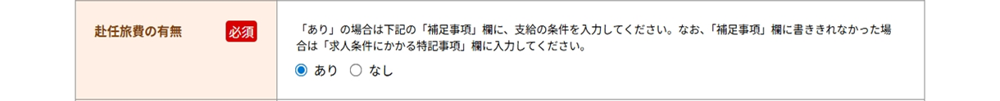 赴任旅費の有無 必須
「あり」の場合は下記の「補足事項」欄に、支給の条件を入力してください。なお、「補足事項」欄に書ききれなかった場
合は「求人条件にかかる特記事項」欄に入力してください。
あり なし